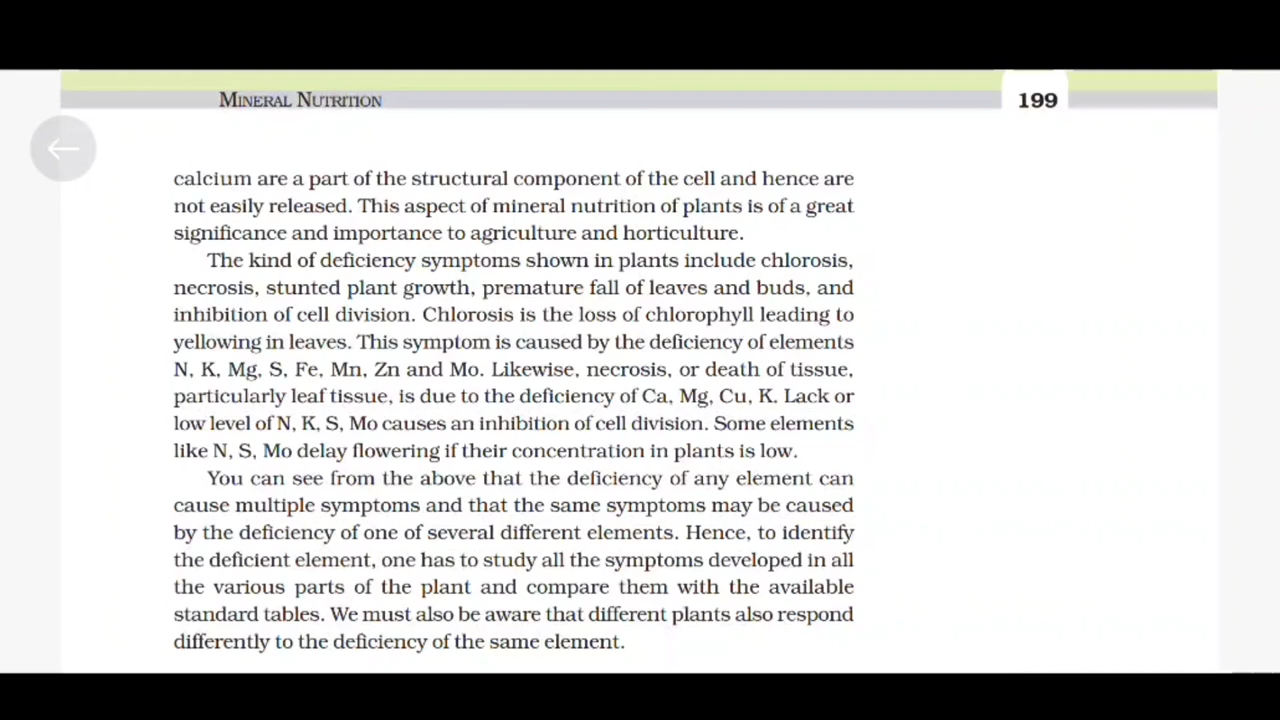 MINERAL NUTRITION 199
calcium are a part of the structural component of the cell and hence are
not easily released. This aspect of mineral nutrition of plants is of a great
significance and importance to agriculture and horticulture.
The kind of deficiency symptoms shown in plants include chlorosis,
necrosis, stunted plant growth, premature fall of leaves and buds, and
inhibition of cell division. Chlorosis is the loss of chlorophyll leading to
yellowing in leaves. This symptom is caused by the deficiency of elements
N, K, Mg, S, Fe, Mn, Zn and Mo. Likewise, necrosis, or death of tissue,
particularly leaf tissue, is due to the deficiency of Ca, Mg, Cu, K. Lack or
low level of N, K, S, Mo causes an inhibition of cell division. Some elements
like N, S, Mo delay flowering if their concentration in plants is low.
You can see from the above that the deficiency of any element can
cause multiple symptoms and that the same symptoms may be caused
by the deficiency of one of several different elements. Hence, to identify
the deficient element, one has to study all the symptoms developed in all
the various parts of the plant and compare them with the available
standard tables. We must also be aware that different plants also respond
differently to the deficiency of the same element.